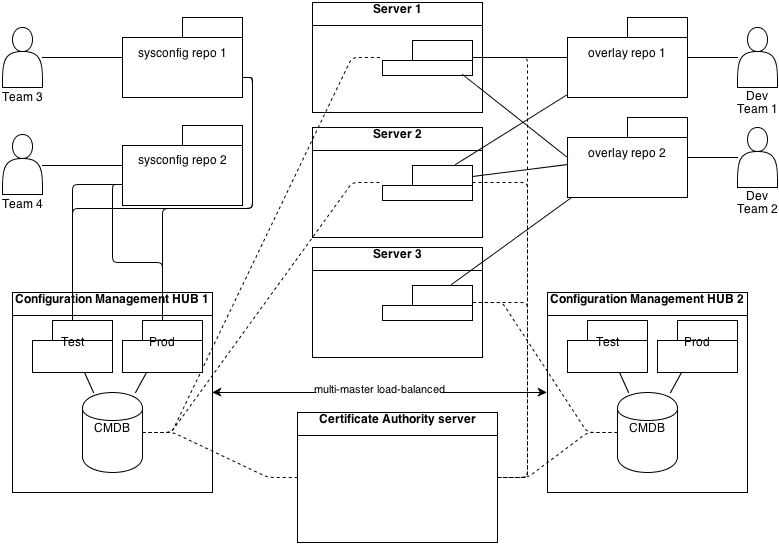 Server 1
sysconfig repo 1
overlay repo 1
Team 3
Dev
Team 1
Server 2
sysconfig repo 2
overlay repo 2
Team 4
Dev
Team 2
Server 3
Configuration Management HUB 1
Configuration Management HUB 2
Test
Prod
Test
Prod
multi-master load-balanced
CMDB
Certificate Authority server
CMDB